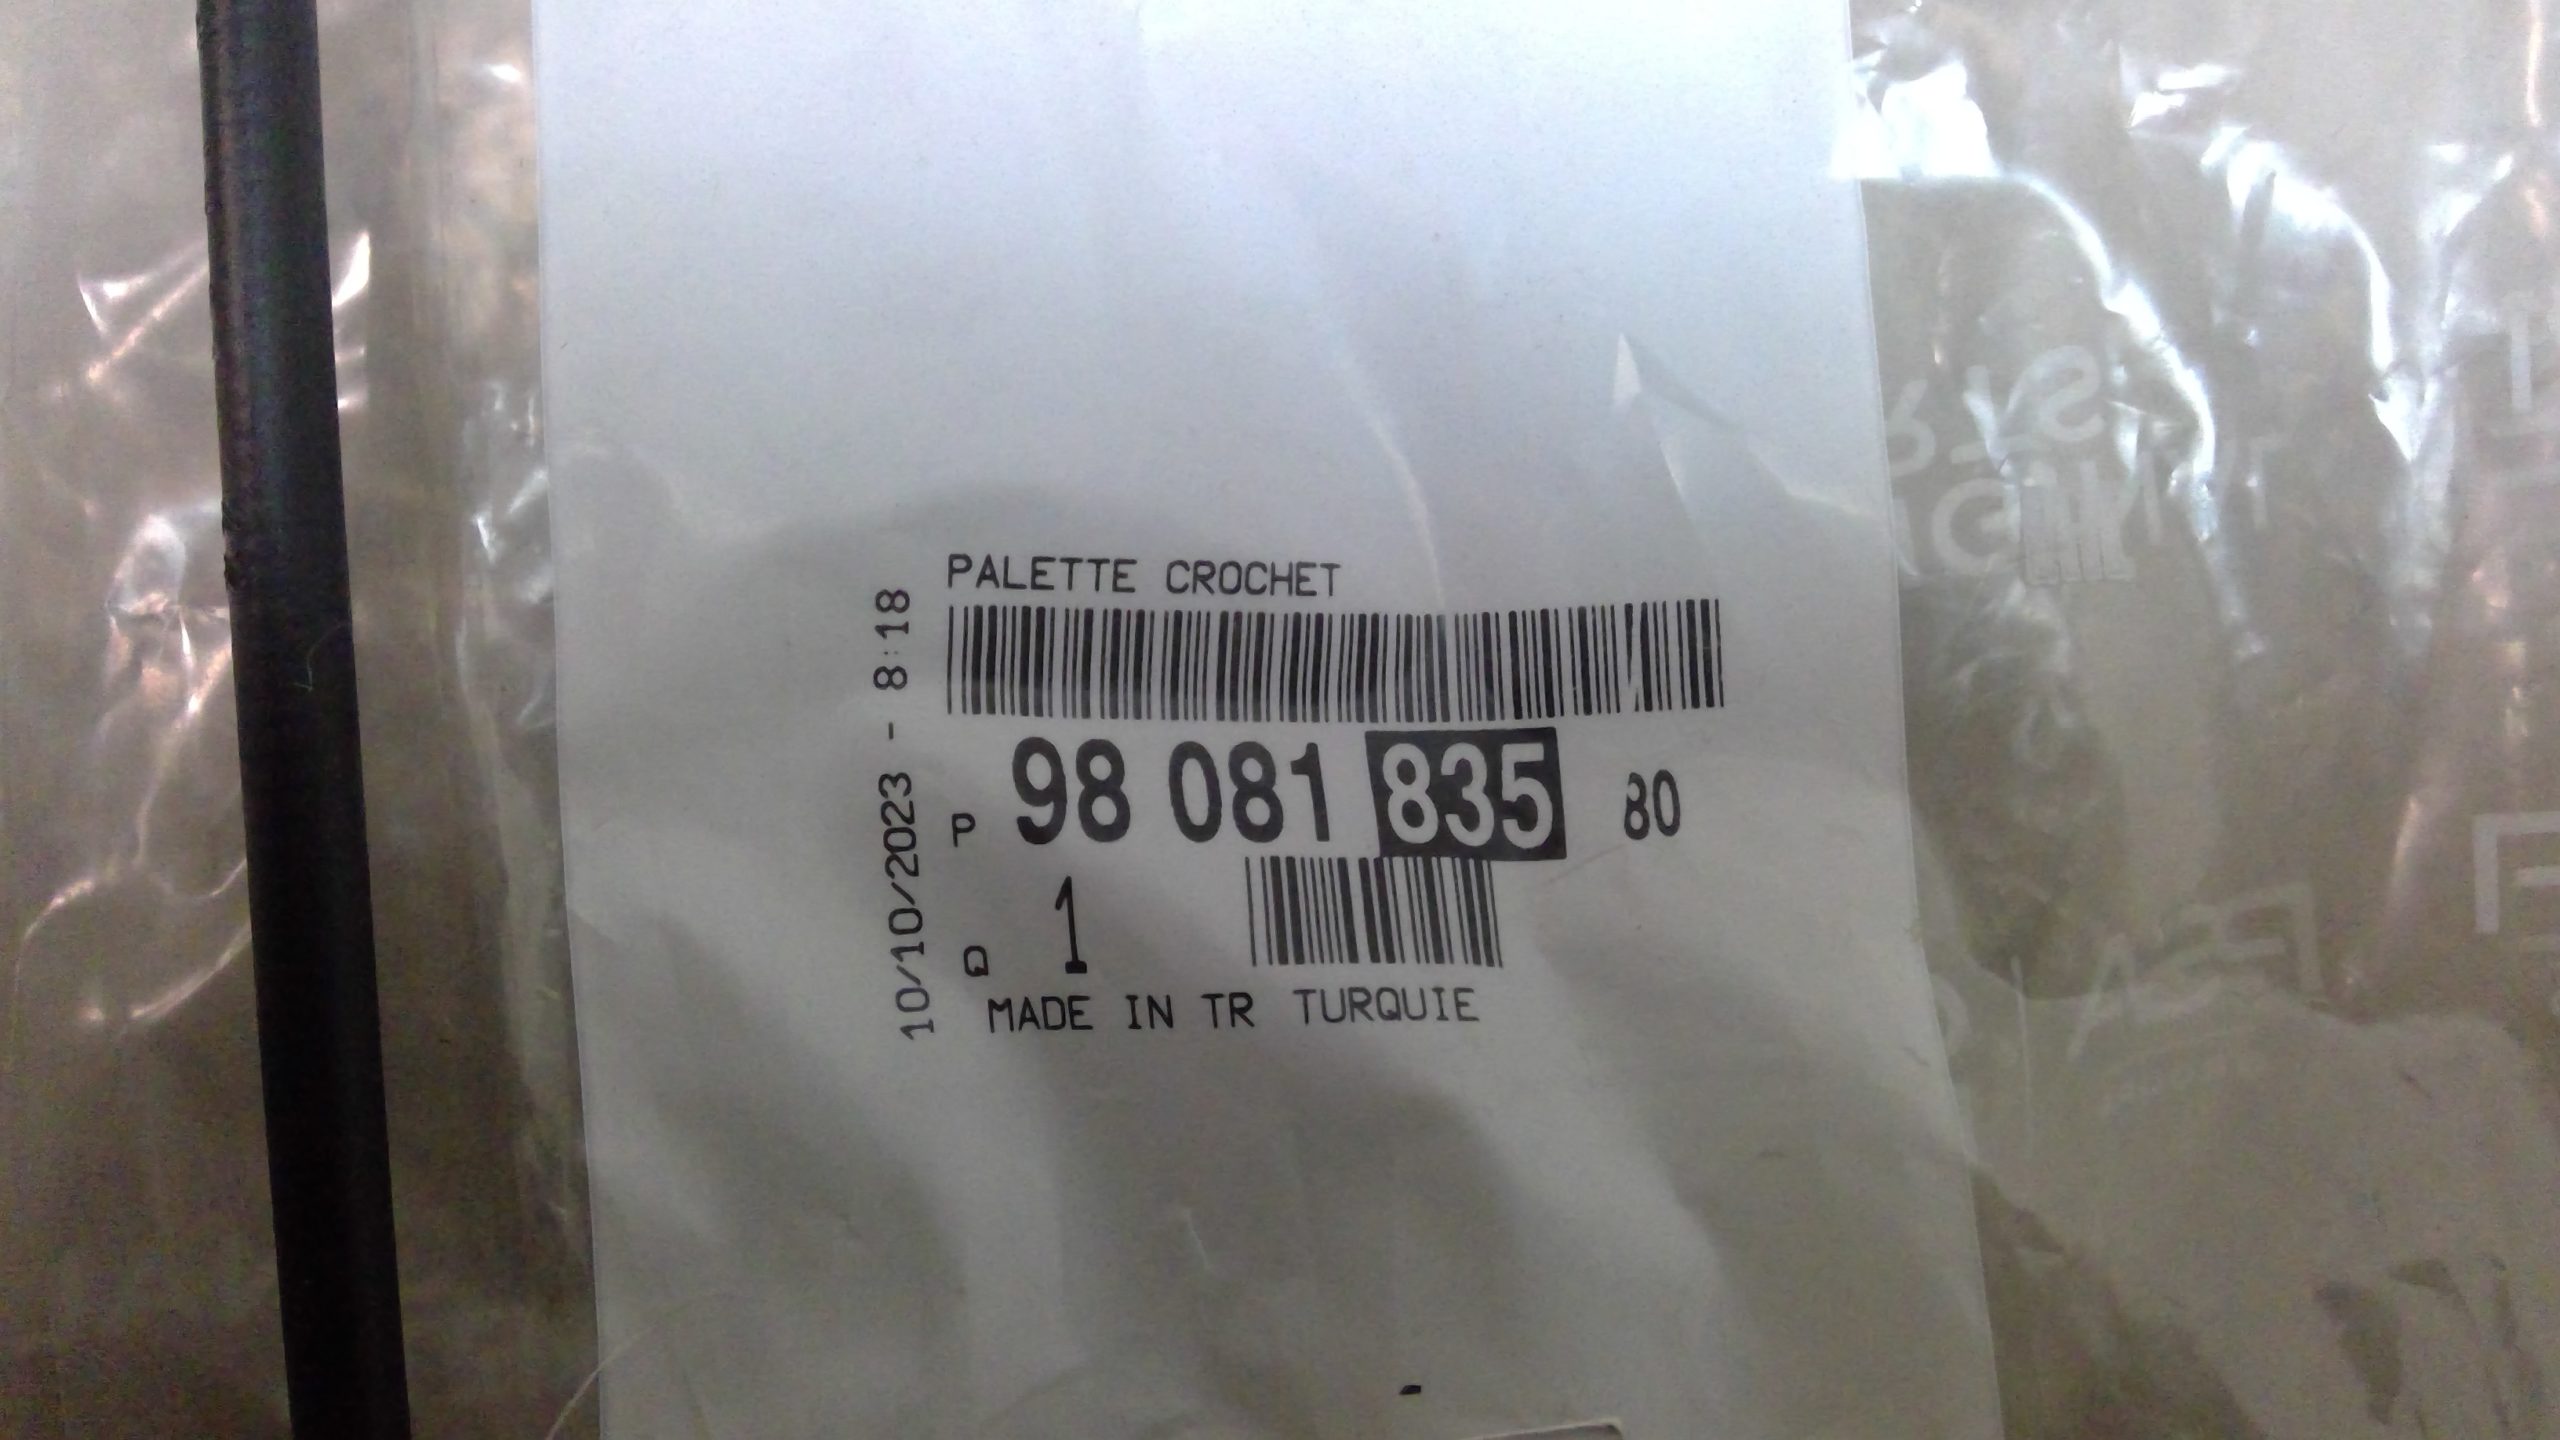 PALETTE CROCHET
10/10/2023 - 8:18
P 98 081 835 80
Q 1
MADE IN TR TURQUIE